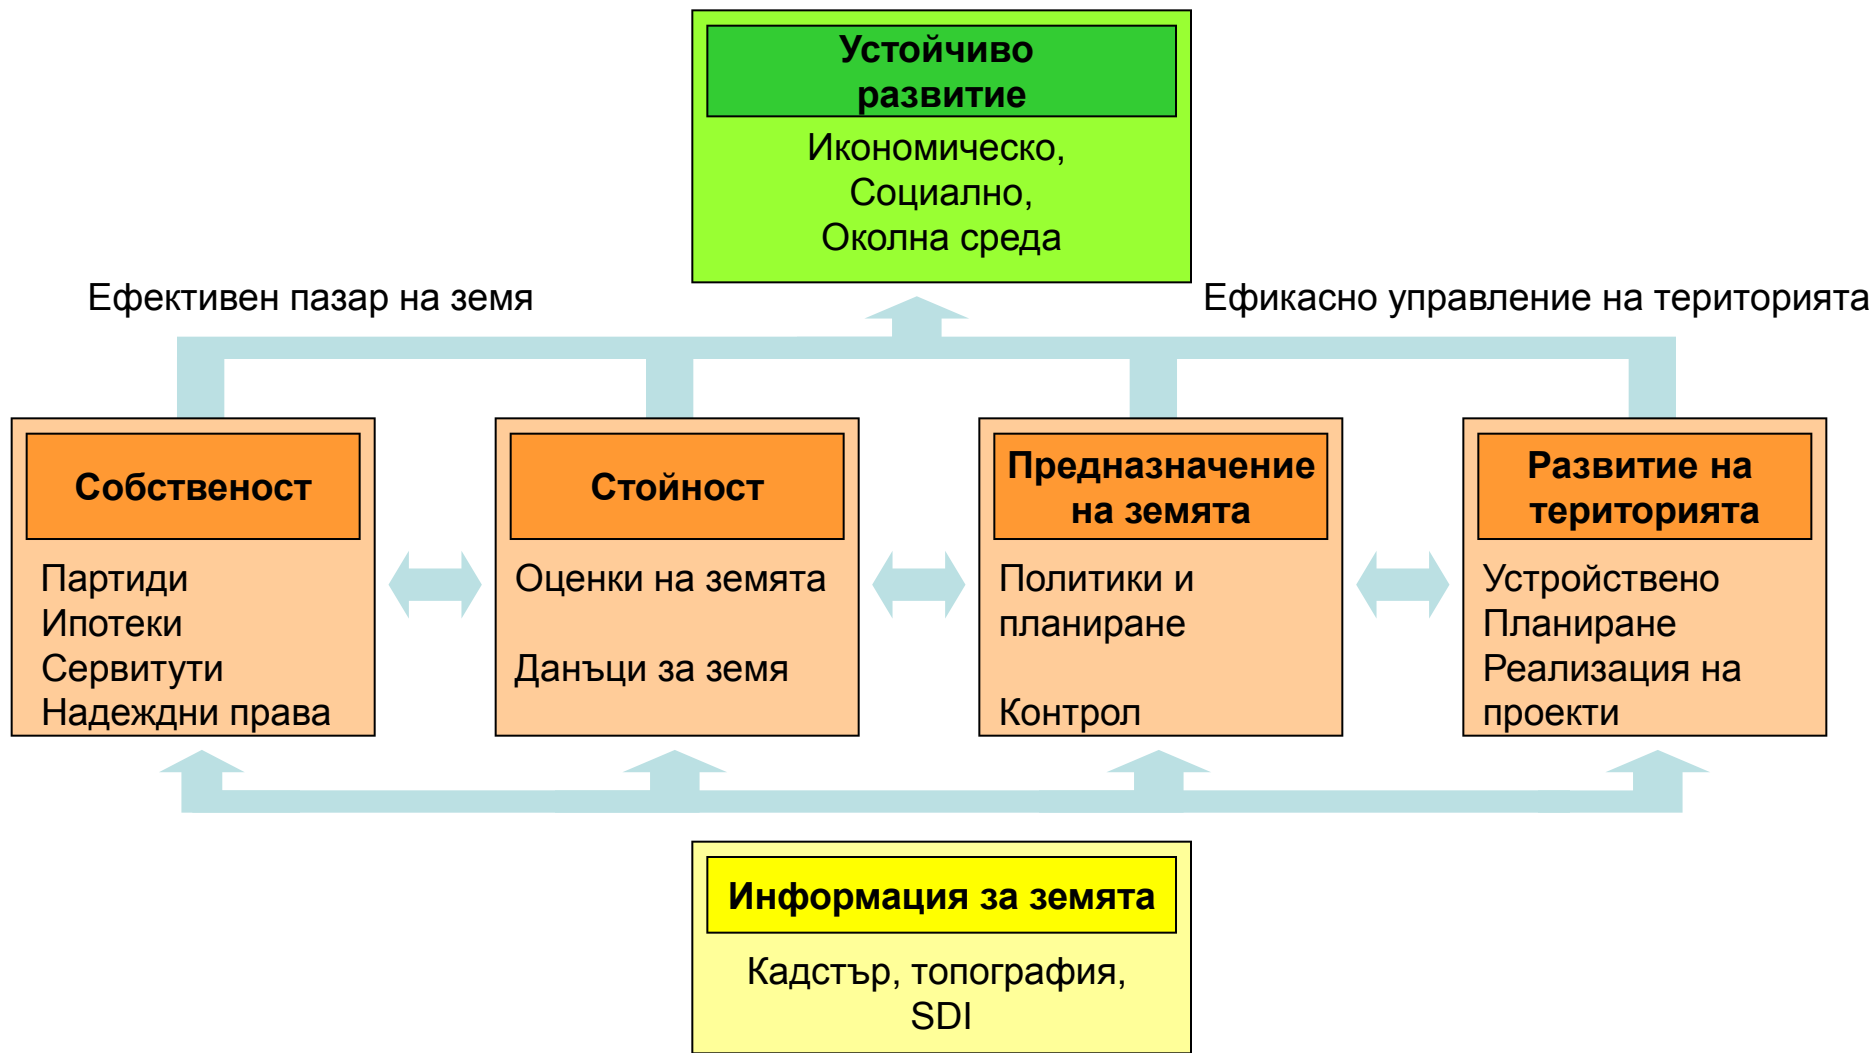 Устойчиво
развитие
Икономическо,
Социално,
Околна среда
Ефективен пазар на земя
Ефикасно управление на територията
Собственост
Партиди
Ипотеки
Сервитути
Надеждни права
Стойност
Оценки на земята
Данъци за земя
Предназначение
на земята
Политики и
планиране
Контрол
Развитие на
територията
Устройствено
Планиране
Реализация на
проекти
Информация за земята
Кадстър, топография,
SDI